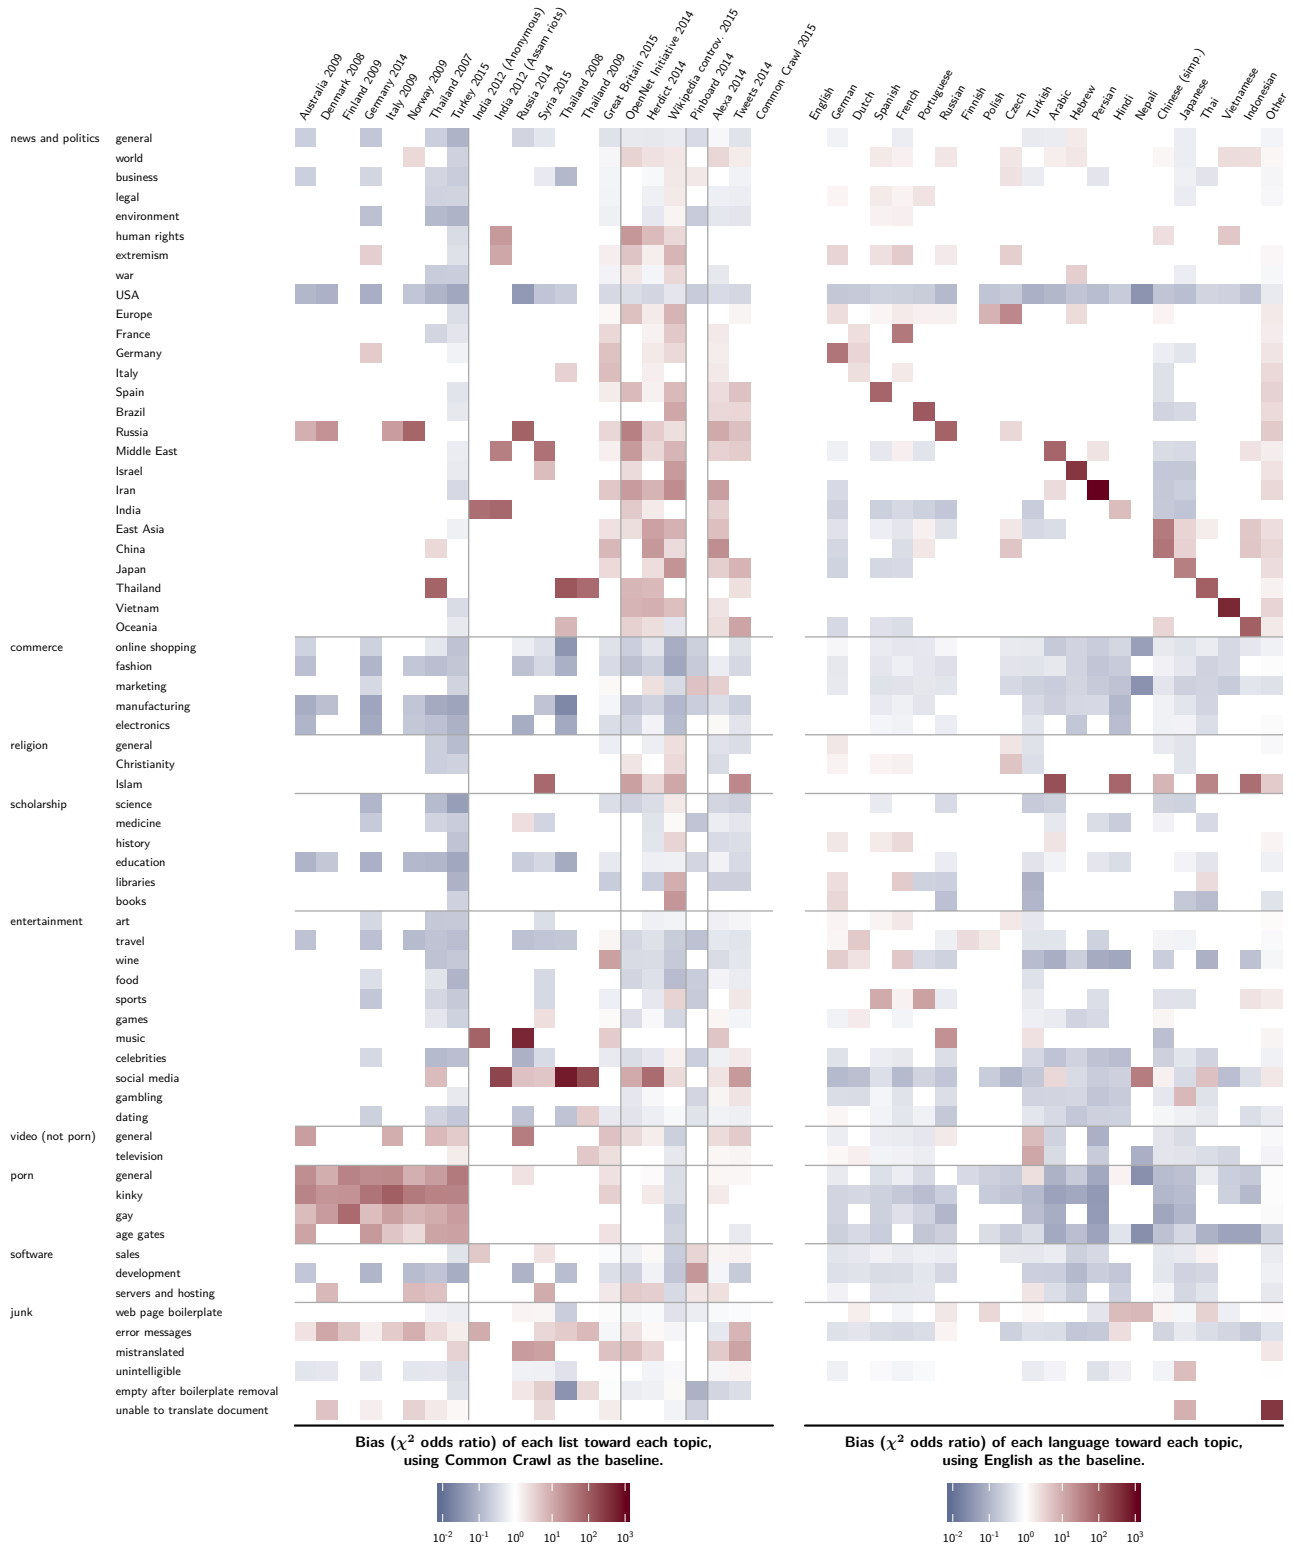 Australia 2009
Denmark 2008
Finland 2009
Germany 2014
Italy 2009
Norway 2009
Thailand 2007
Turkey 2015
India 2012 (Anonymous)
India 2012 (Assam riots)
Russia 2014
Syria 2015
Thailand 2008
Thailand 2009
Great Britain 2015
OpenNet Initiative 2014
Herdict 2014
Wikipedia controv. 2015
Pinboard 2014
Alexa 2014
Tweets 2014
Common Crawl 2015
English
German
Dutch
Spanish
French
Portuguese
Russian
Finnish
Polish
Czech
Turkish
Arabic
Hebrew
Persian
Hindi
Nepali
Chinese (simp.)
Japanese
Thai
Vietnamese
Indonesian
Other
news and politics general
world
business
legal
environment
human rights
extremism
war
USA
Europe
France
Germany
Italy
Spain
Brazil
Russia
Middle East
Israel
Iran
India
East Asia
China
Japan
Thailand
Vietnam
Oceania
commerce online shopping
fashion
marketing
manufacturing
electronics
religion general
Christianity
Islam
scholarship science
medicine
history
education
libraries
books
entertainment art
travel
wine
food
sports
games
music
celebrities
social media
gambling
dating
video (not porn) general
television
porn general
kinky
gay
age gates
software sales
development
servers and hosting
junk web page boilerplate
error messages
mistranslated
unintelligible
empty after boilerplate removal
unable to translate document
Bias (χ² odds ratio) of each list toward each topic,
using Common Crawl as the baseline.
10⁻² 10⁻¹ 10⁰ 10¹ 10² 10³
Bias (χ² odds ratio) of each language toward each topic,
using English as the baseline.
10⁻² 10⁻¹ 10⁰ 10¹ 10² 10³